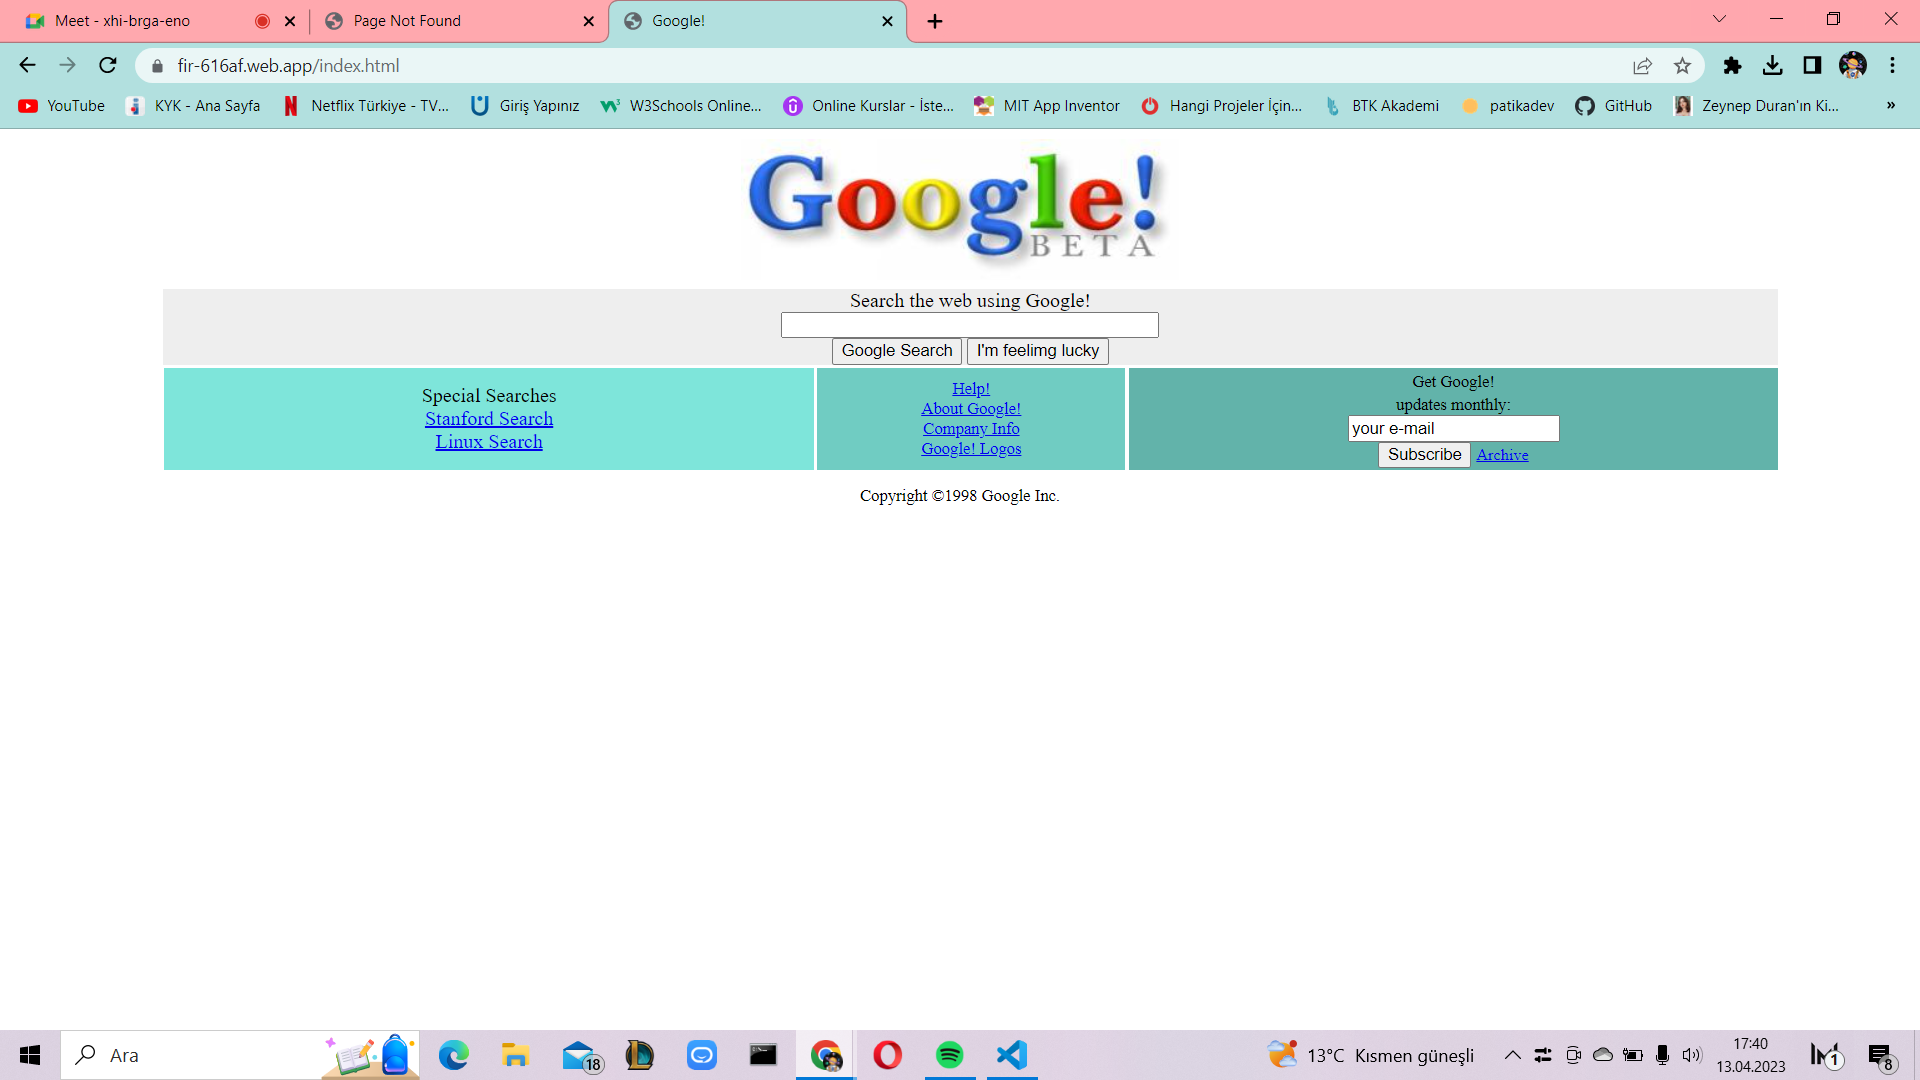 Meet - xhi-brga-eno
Page Not Found
Google!
fir-616af.web.app/index.html
YouTube
KYK - Ana Sayfa
Netflix Türkiye - TV...
Giriş Yapınız
W3Schools Online...
Online Kurslar - İste...
MIT App Inventor
Hangi Projeler İçin...
BTK Akademi
patikadev
GitHub
Zeynep Duran'ın Ki...
»
Google!
BETA
Search the web using Google!
Google Search
I'm feelimg lucky
Special Searches
Stanford Search
Linux Search
Help!
About Google!
Company Info
Google! Logos
Get Google!
updates monthly:
your e-mail
Subscribe Archive
Copyright ©1998 Google Inc.
Ara
18
13°C Kısmen güneşli
17:40
13.04.2023
1
8